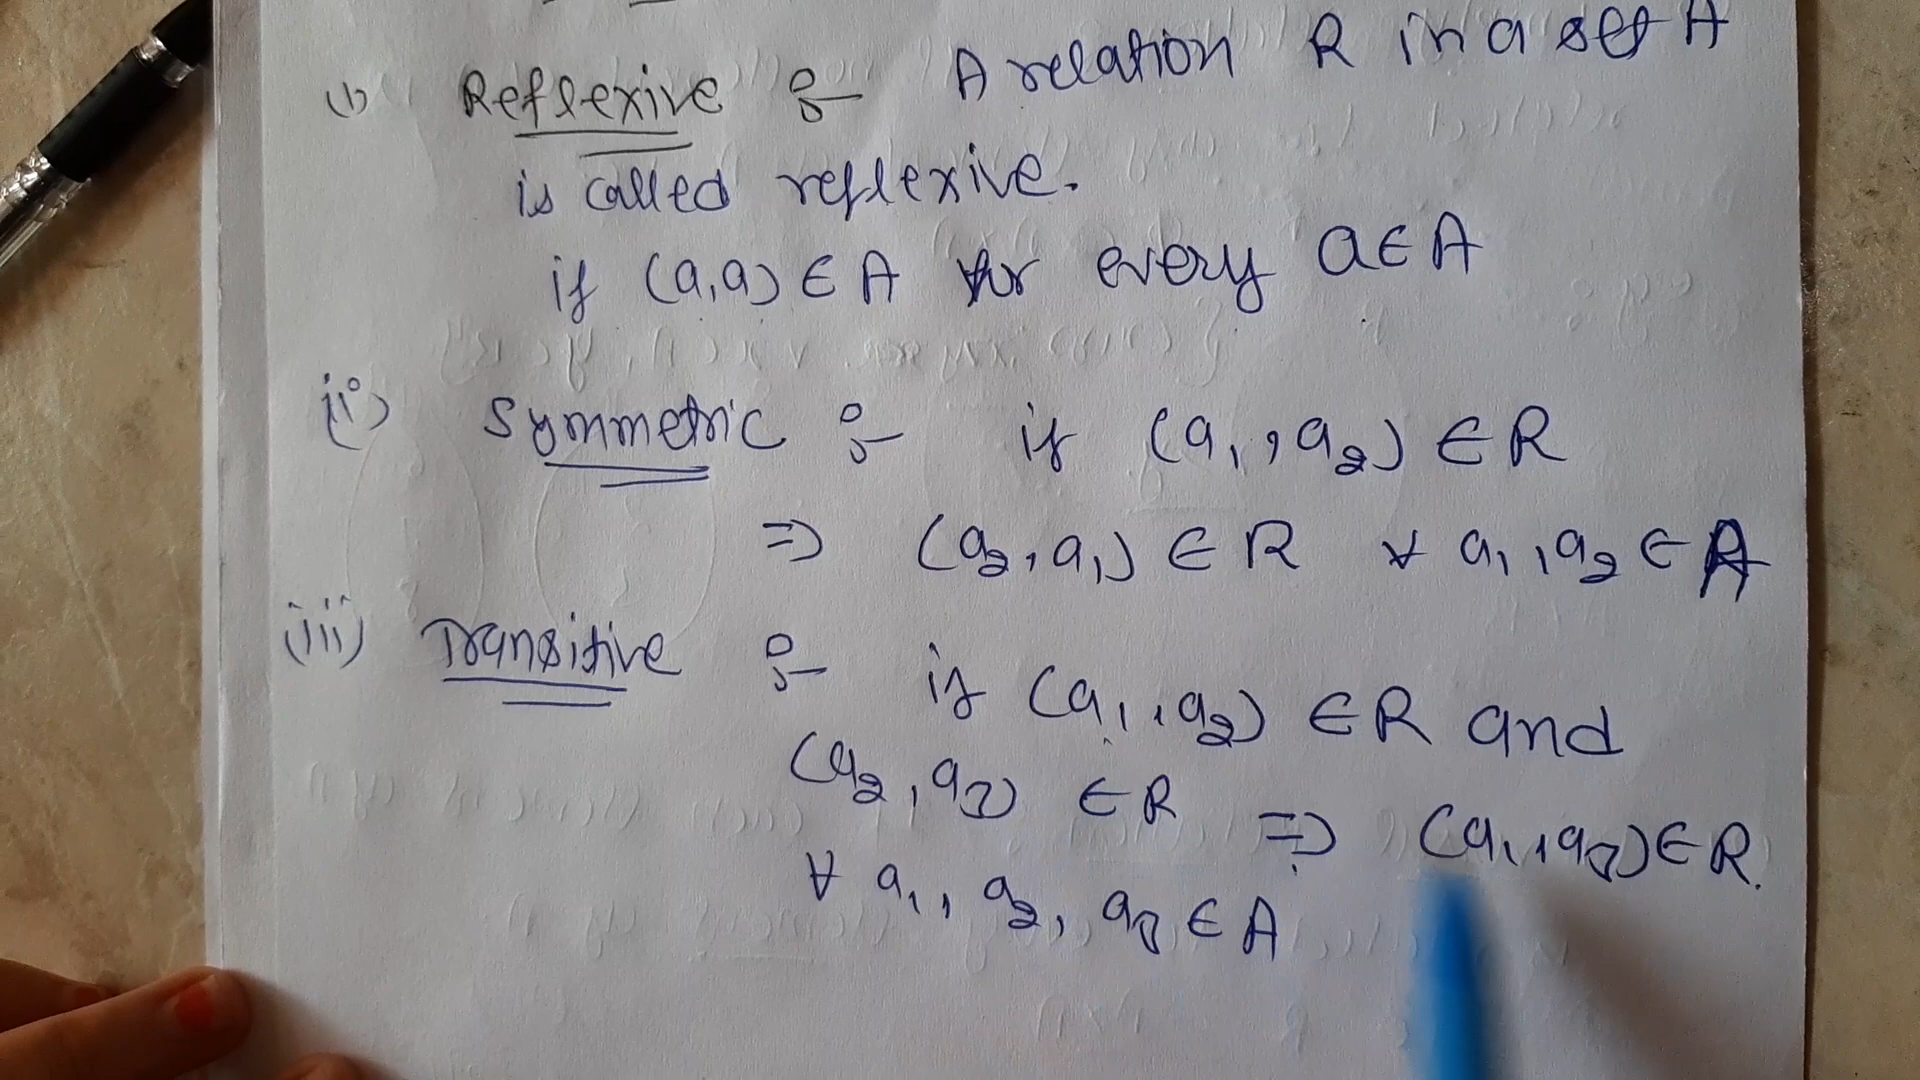 (i) Reflexive :- A relation R in a set A
is called reflexive.
if (a,a) ∈ A for every a ∈ A
(ii) Symmetric :- if (a₁, a₂) ∈ R
⇒ (a₂, a₁) ∈ R ∀ a₁, a₂ ∈ A
(iii) Transitive :- if (a₁, a₂) ∈ R and
(a₂, a₃) ∈ R ⇒ (a₁, a₃) ∈ R.
∀ a₁, a₂, a₃ ∈ A